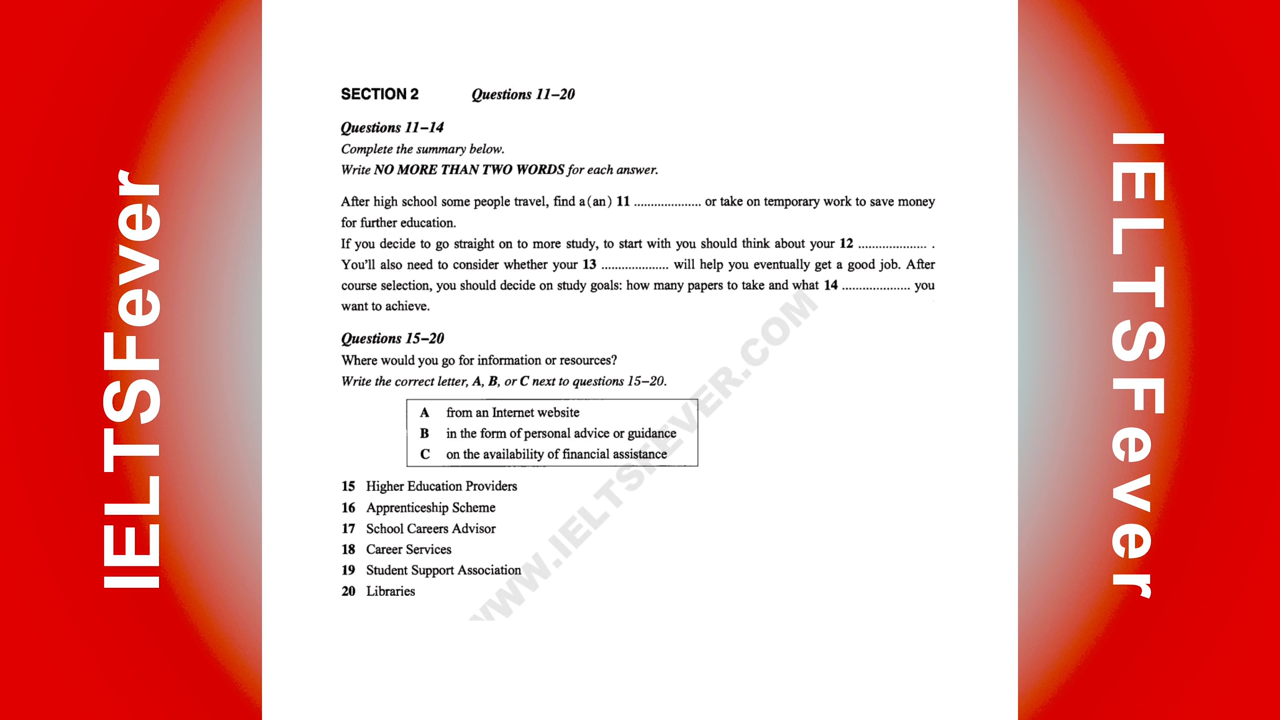 IELTSFever
SECTION 2 Questions 11–20
Questions 11–14
Complete the summary below.
Write NO MORE THAN TWO WORDS for each answer.
After high school some people travel, find a (an) 11 .................... or take on temporary work to save money
for further education.
If you decide to go straight on to more study, to start with you should think about your 12 .................... .
You'll also need to consider whether your 13 .................... will help you eventually get a good job. After
course selection, you should decide on study goals: how many papers to take and what 14 .................... you
want to achieve.
Questions 15–20
Where would you go for information or resources?
Write the correct letter, A, B, or C next to questions 15–20.
A from an Internet website
B in the form of personal advice or guidance
C on the availability of financial assistance
15 Higher Education Providers
16 Apprenticeship Scheme
17 School Careers Advisor
18 Career Services
19 Student Support Association
20 Libraries
WWW.IELTSFEVER.COM
IELTSFever